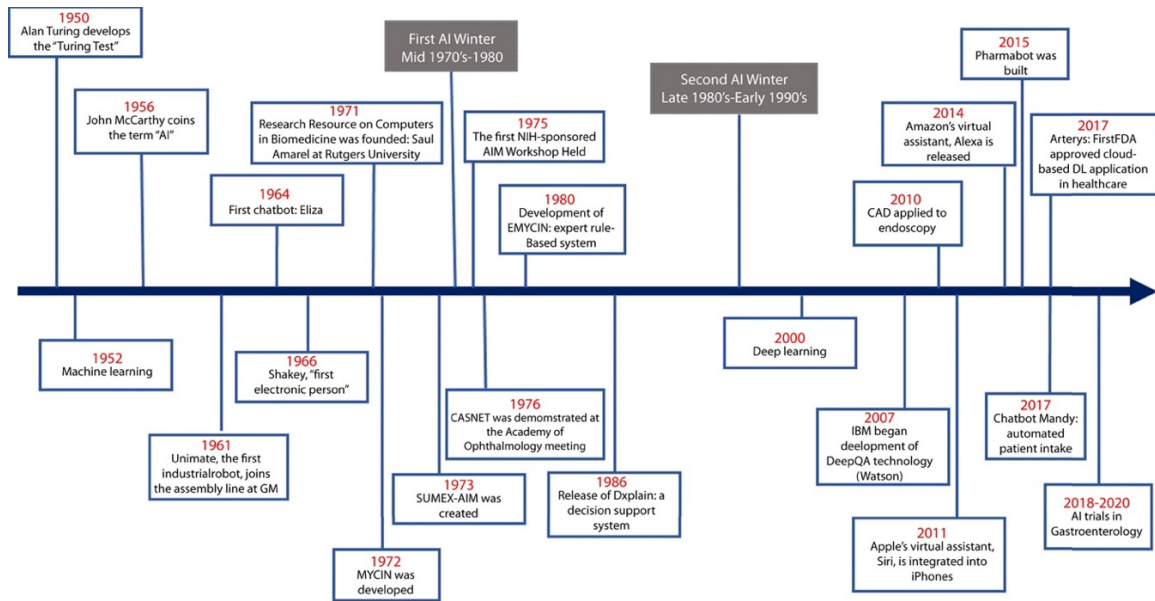 1950
Alan Turing develops
the “Turing Test”
1956
John McCarthy coins
the term “AI”
1964
First chatbot: Eliza
1971
Research Resource on Computers
in Biomedicine was founded: Saul
Amarel at Rutgers University
First AI Winter
Mid 1970’s-1980
1975
The first NIH-sponsored
AIM Workshop Held
1980
Development of
EMYCIN: expert rule-
Based system
Second AI Winter
Late 1980’s-Early 1990’s
2010
CAD applied to
endoscopy
2014
Amazon’s virtual
assistant, Alexa is
released
2015
Pharmabot was
built
2017
Arterys: FirstFDA
approved cloud-
based DL application
in healthcare
1952
Machine learning
1961
Unimate, the first
industrialrobot, joins
the assembly line at GM
1966
Shakey, “first
electronic person”
1972
MYCIN was
developed
1973
SUMEX-AIM was
created
1976
CASNET was demomstrated at
the Academy of
Ophthalmology meeting
1986
Release of Dxplain: a
decision support
system
2000
Deep learning
2007
IBM began deelopment of
DeepQA technology
(Watson)
2011
Apple’s virtual assistant,
Siri, is integrated into
iPhones
2017
Chatbot Mandy:
automated
patient intake
2018-2020
AI trials in
Gastroenterology